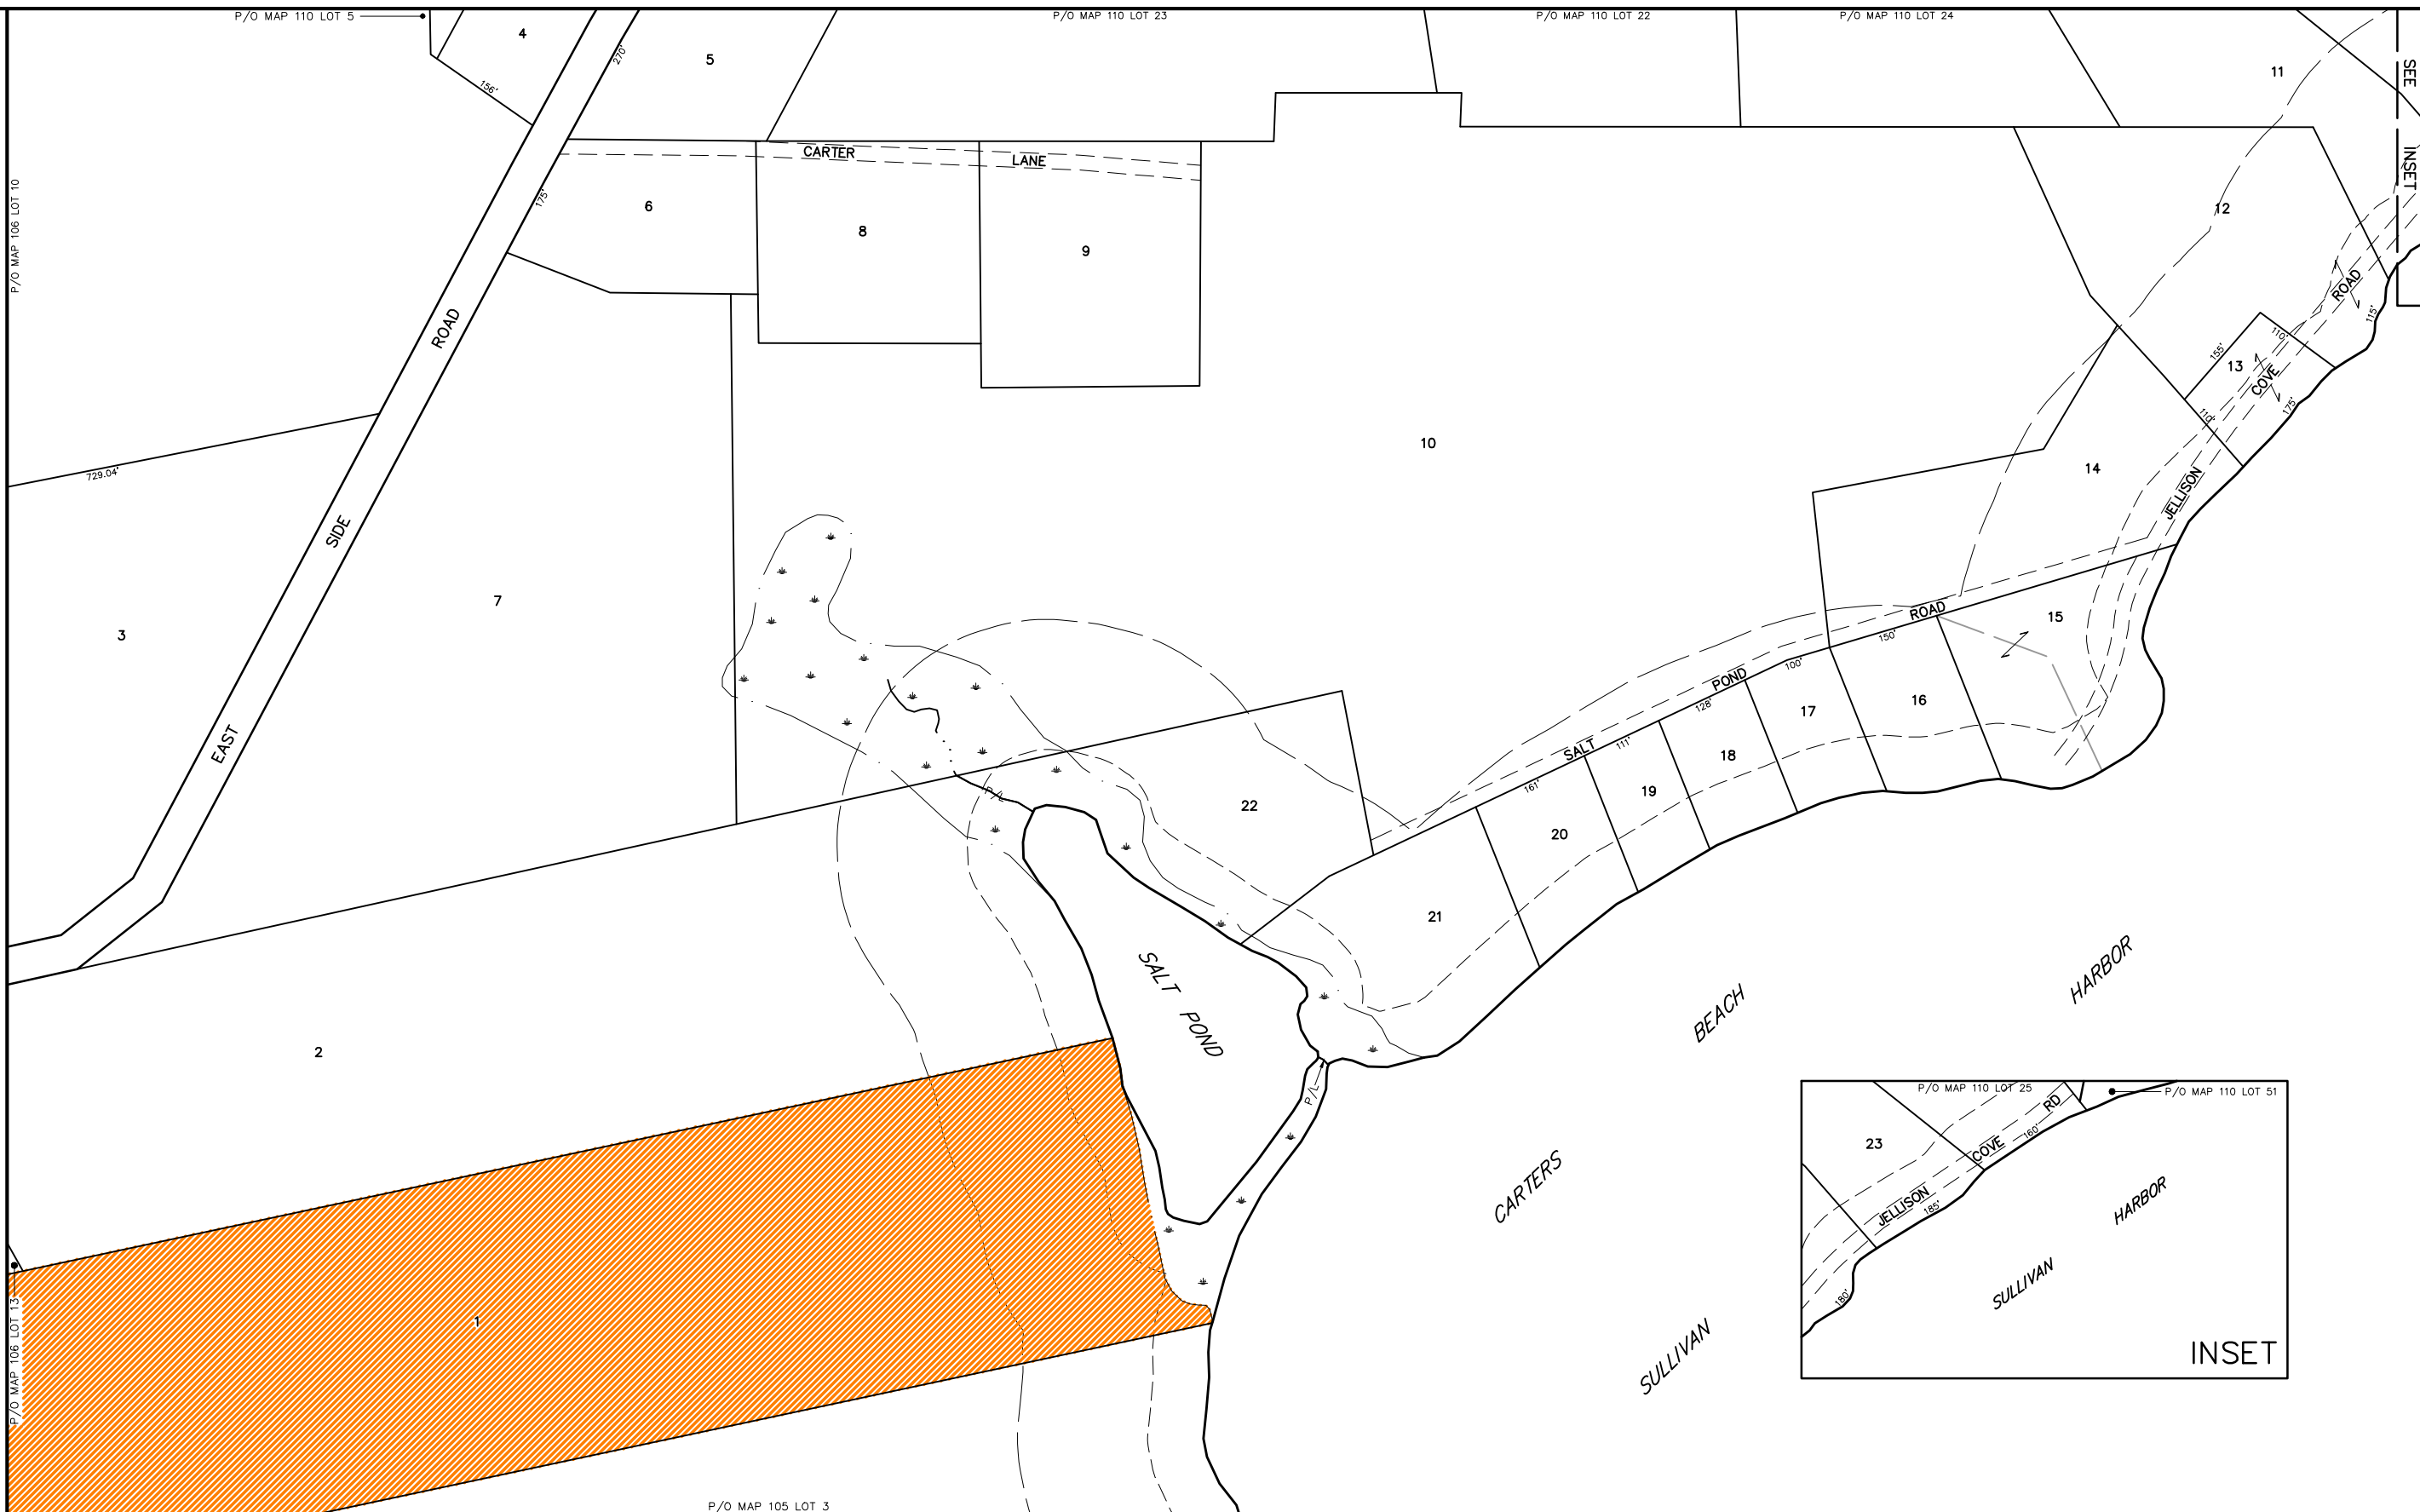 P/O MAP 110 LOT 5
P/O MAP 110 LOT 23
P/O MAP 110 LOT 22
P/O MAP 110 LOT 24
4
5
11
SEE INSET
270'
156'
CARTER LANE
P/O MAP 106 LOT 10
175'
6
8
9
12
ROAD
115'
110'
155'
13
COVE
175'
110'
10
14
JELLISON
729.04'
EAST SIDE ROAD
7
3
15
ROAD
150'
100'
POND
128'
16
17
18
SALT
111'
161'
19
20
22
P/L
21
SALT POND
HARBOR
BEACH
2
P/L
CARTERS
SULLIVAN
1
P/O MAP 106 LOT 13
P/O MAP 105 LOT 3
P/O MAP 110 LOT 25
P/O MAP 110 LOT 51
RD
160'
23
COVE
JELLISON
185'
HARBOR
SULLIVAN
180'
INSET